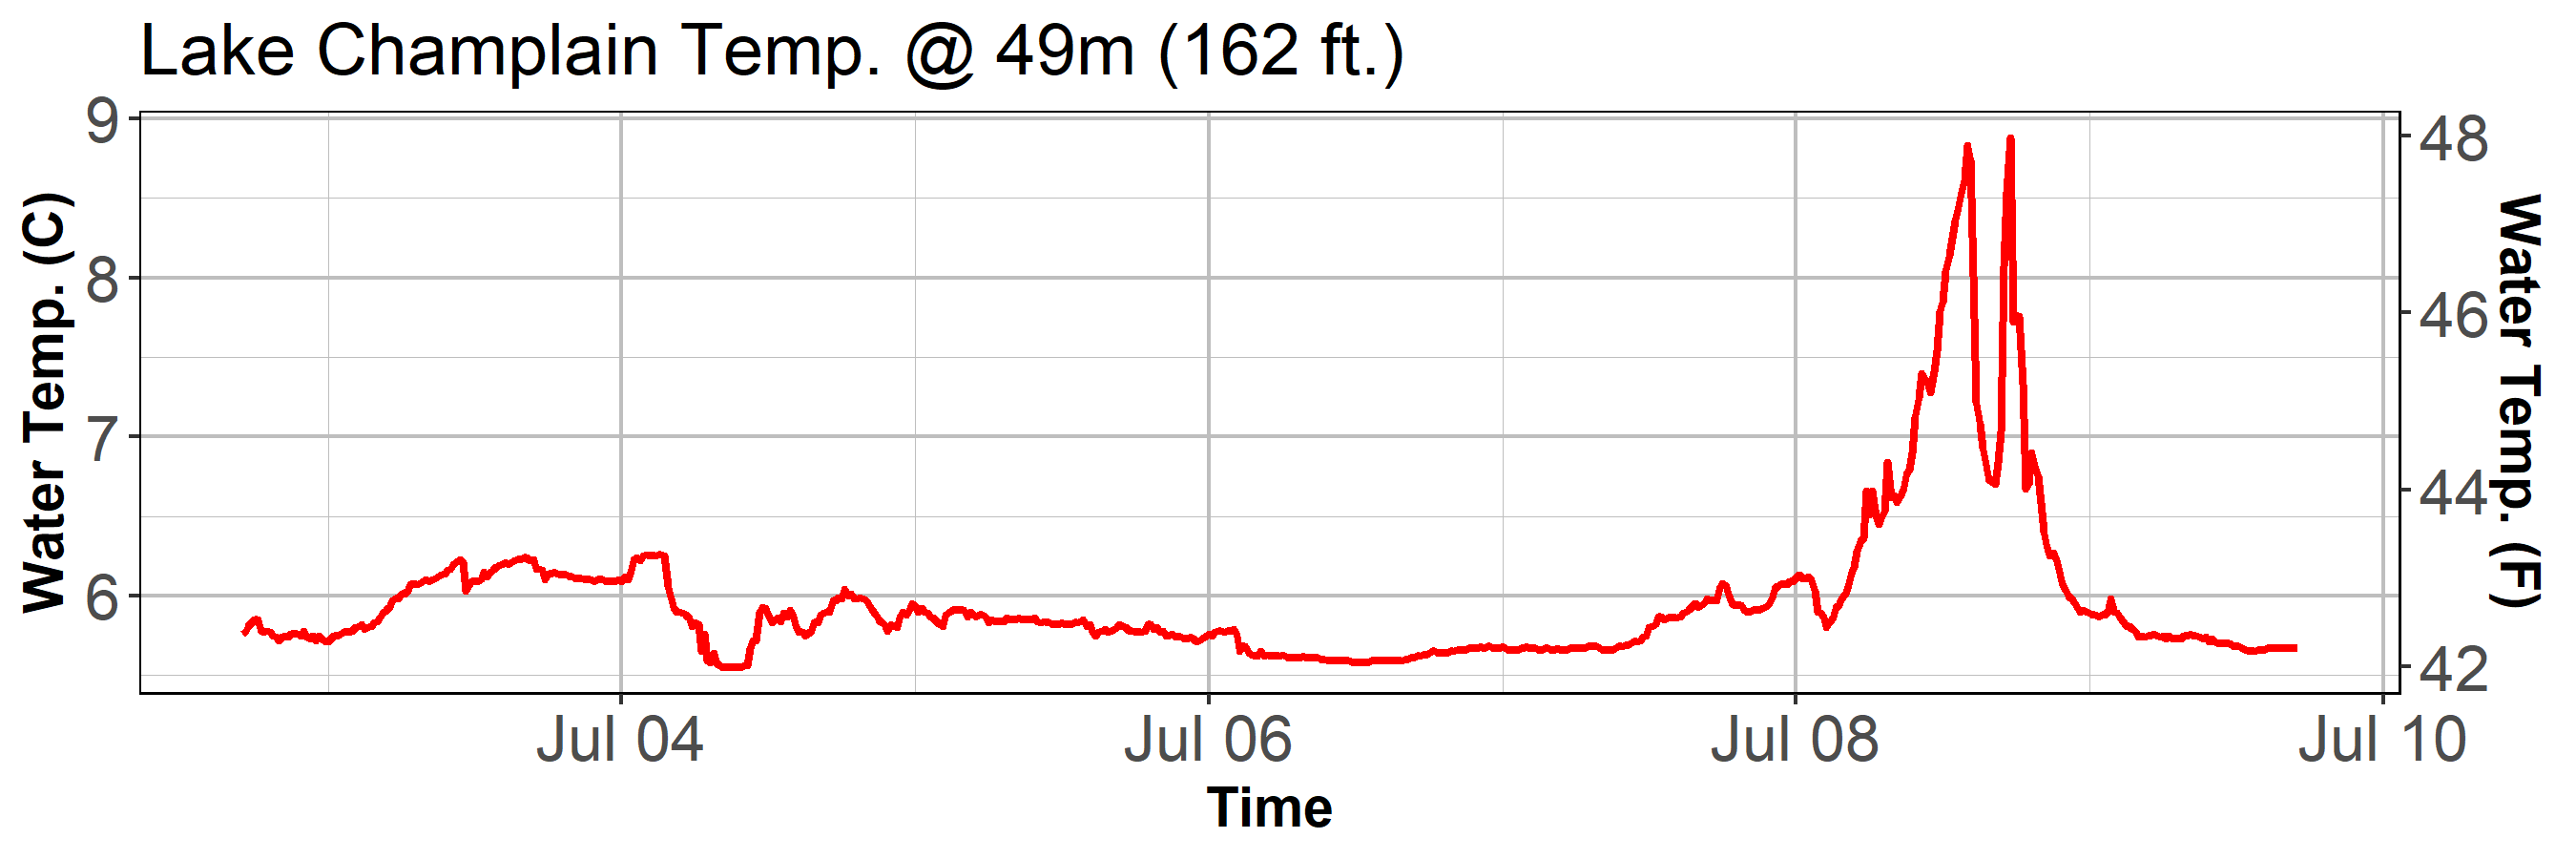 Lake Champlain Temp. @ 49m (162 ft.)
Water Temp. (C)
9
8
7
6
48
46
44
42
Water Temp. (F)
Jul 04 Jul 06 Jul 08 Jul 10
Time